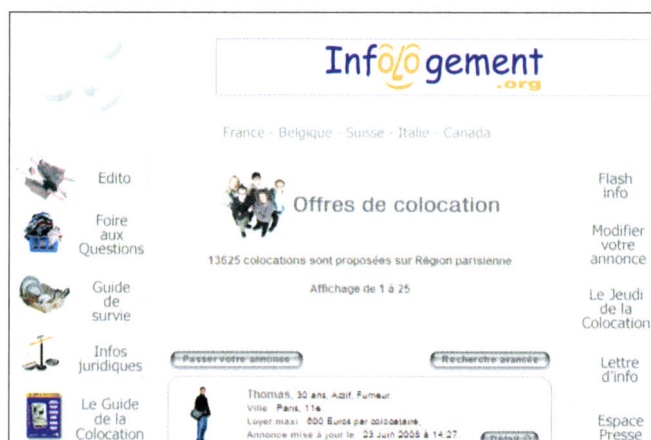 Infologement
.org
France - Belgique - Suisse - Italie - Canada
Edito
Foire
aux
Questions
Guide
de
survie
Infos
juridiques
Le Guide
de la
Colocation
Offres de colocation
13625 colocations sont proposées sur Région parisienne
Affichage de 1 à 25
Passer votre annonce
Recherche avancée
Thomas, 30 ans, Actif, Fumeur.
Ville Paris, 11e
Loyer maxi 600 Euros par colocataire,
Annonce mise à jour le 23 Juin 2008 à 14:27.
Détail
Flash
info
Modifier
votre
annonce
Le Jeudi
de la
Colocation
Lettre
d'info
Espace
Presse